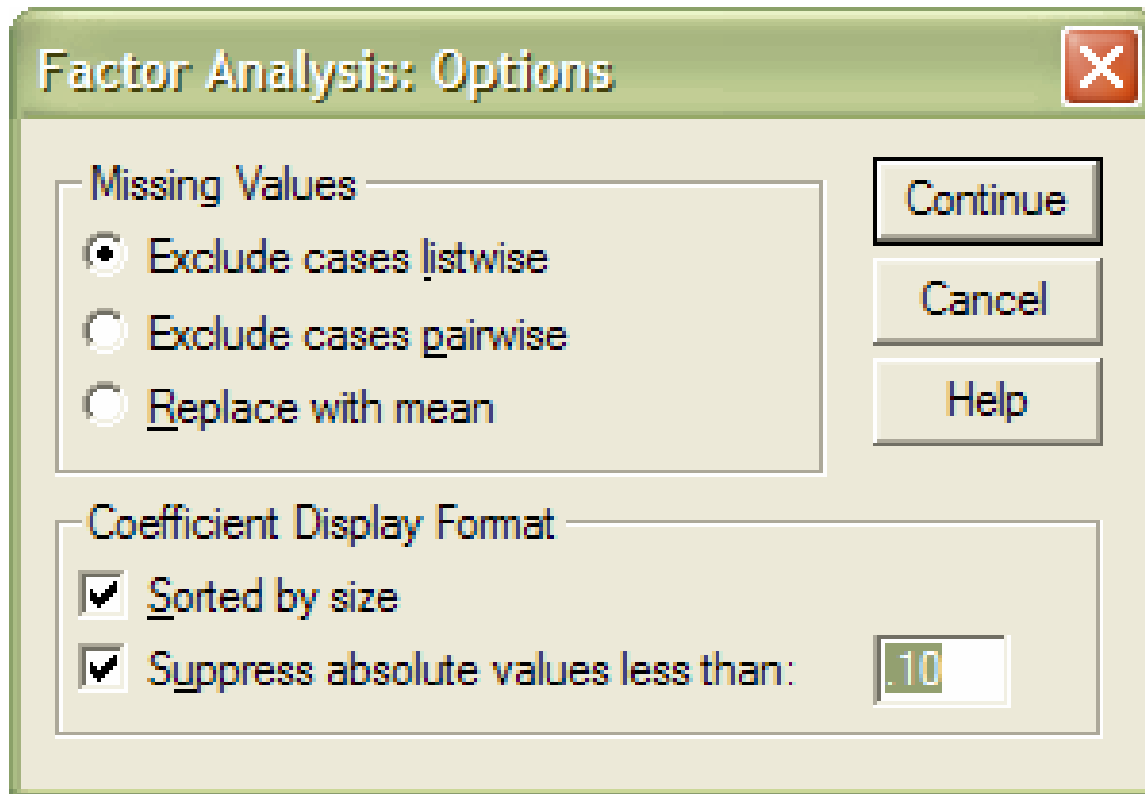 Factor Analysis: Options
Missing Values
Exclude cases listwise
Exclude cases pairwise
Replace with mean
Continue
Cancel
Help
Coefficient Display Format
Sorted by size
Suppress absolute values less than: .10